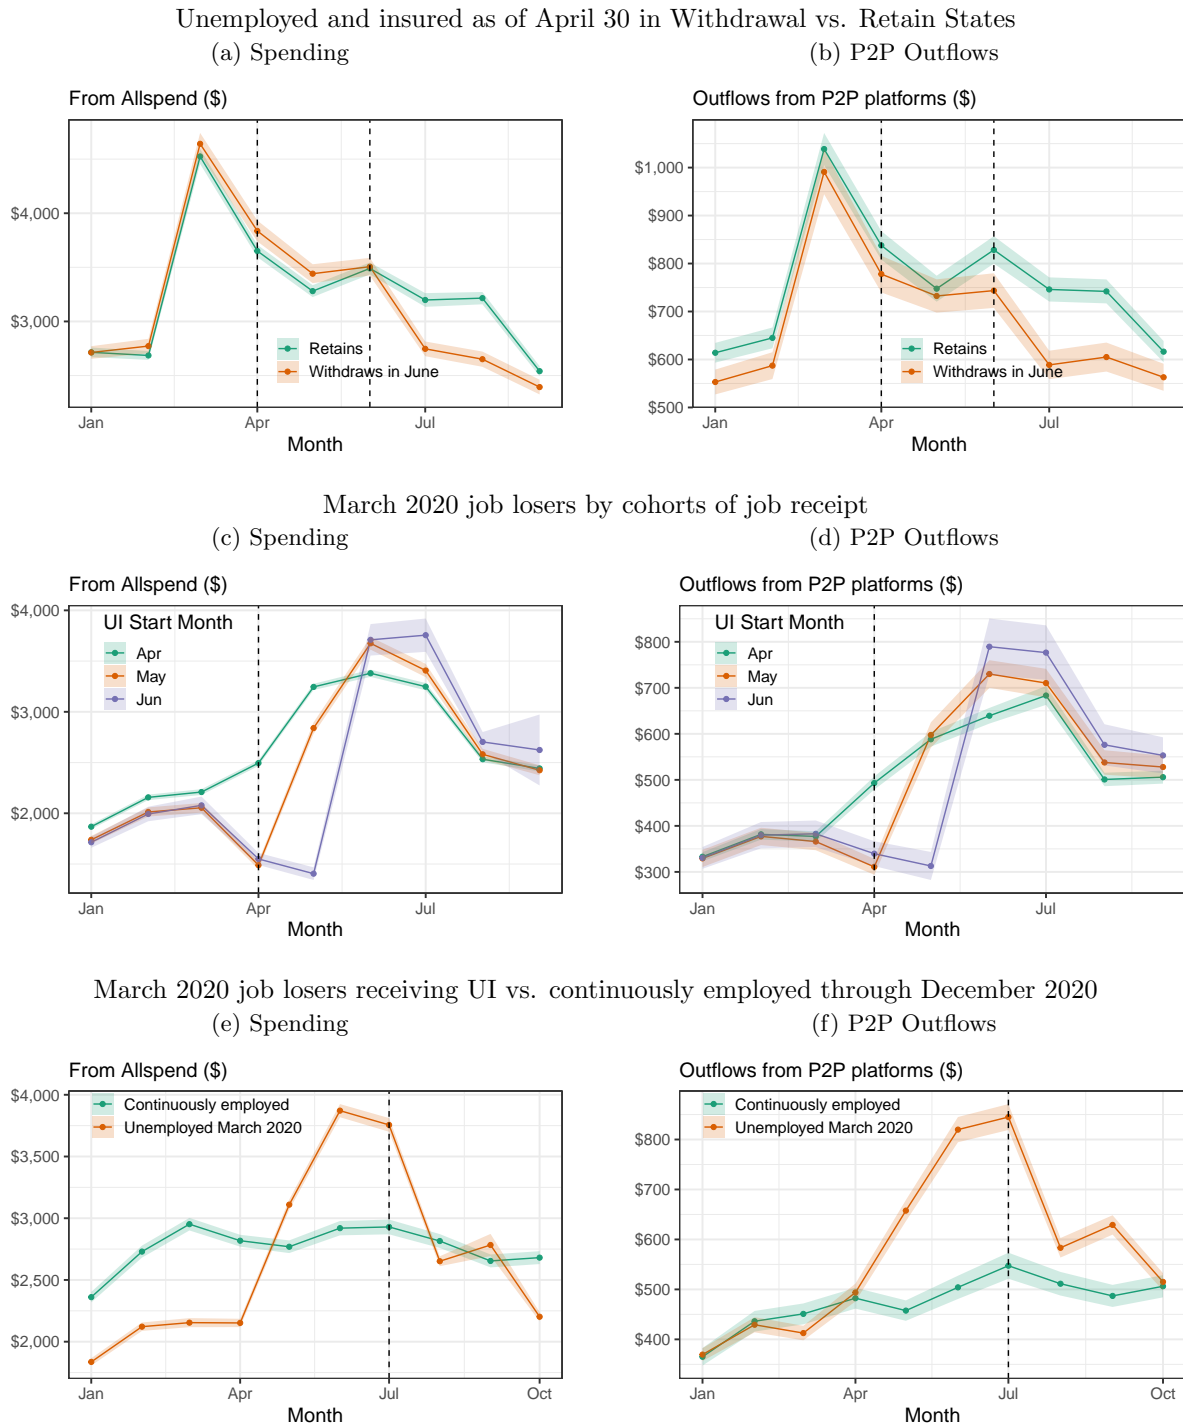 Unemployed and insured as of April 30 in Withdrawal vs. Retain States
(a) Spending
(b) P2P Outflows
From Allspend ($)
$4,000
$3,000
Retains
Withdraws in June
Jan
Apr
Jul
Month
Outflows from P2P platforms ($)
$1,000
$900
$800
$700
$600
$500
Retains
Withdraws in June
Jan
Apr
Jul
Month
March 2020 job losers by cohorts of job receipt
(c) Spending
(d) P2P Outflows
From Allspend ($)
$4,000
$3,000
$2,000
UI Start Month
Apr
May
Jun
Jan
Apr
Jul
Month
Outflows from P2P platforms ($)
$800
$700
$600
$500
$400
$300
UI Start Month
Apr
May
Jun
Jan
Apr
Jul
Month
March 2020 job losers receiving UI vs. continuously employed through December 2020
(e) Spending
(f) P2P Outflows
From Allspend ($)
$4,000
$3,500
$3,000
$2,500
$2,000
Continuously employed
Unemployed March 2020
Jan
Apr
Jul
Oct
Month
Outflows from P2P platforms ($)
$800
$700
$600
$500
$400
Continuously employed
Unemployed March 2020
Jan
Apr
Jul
Oct
Month